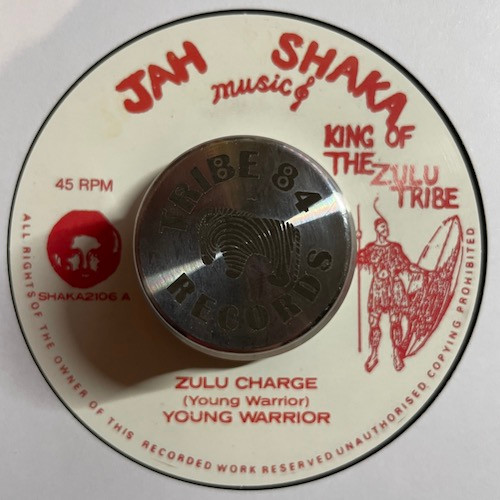 JAH SHAKA
music
KING OF
THE ZULU
TRIBE
45 RPM
TRIBE 84
RECORDS
SHAKA2106 A
ZULU CHARGE
(Young Warrior)
YOUNG WARRIOR
ALL RIGHTS OF THE OWNER OF THIS RECORDED WORK RESERVED UNAUTHORISED COPYING PROHIBITED